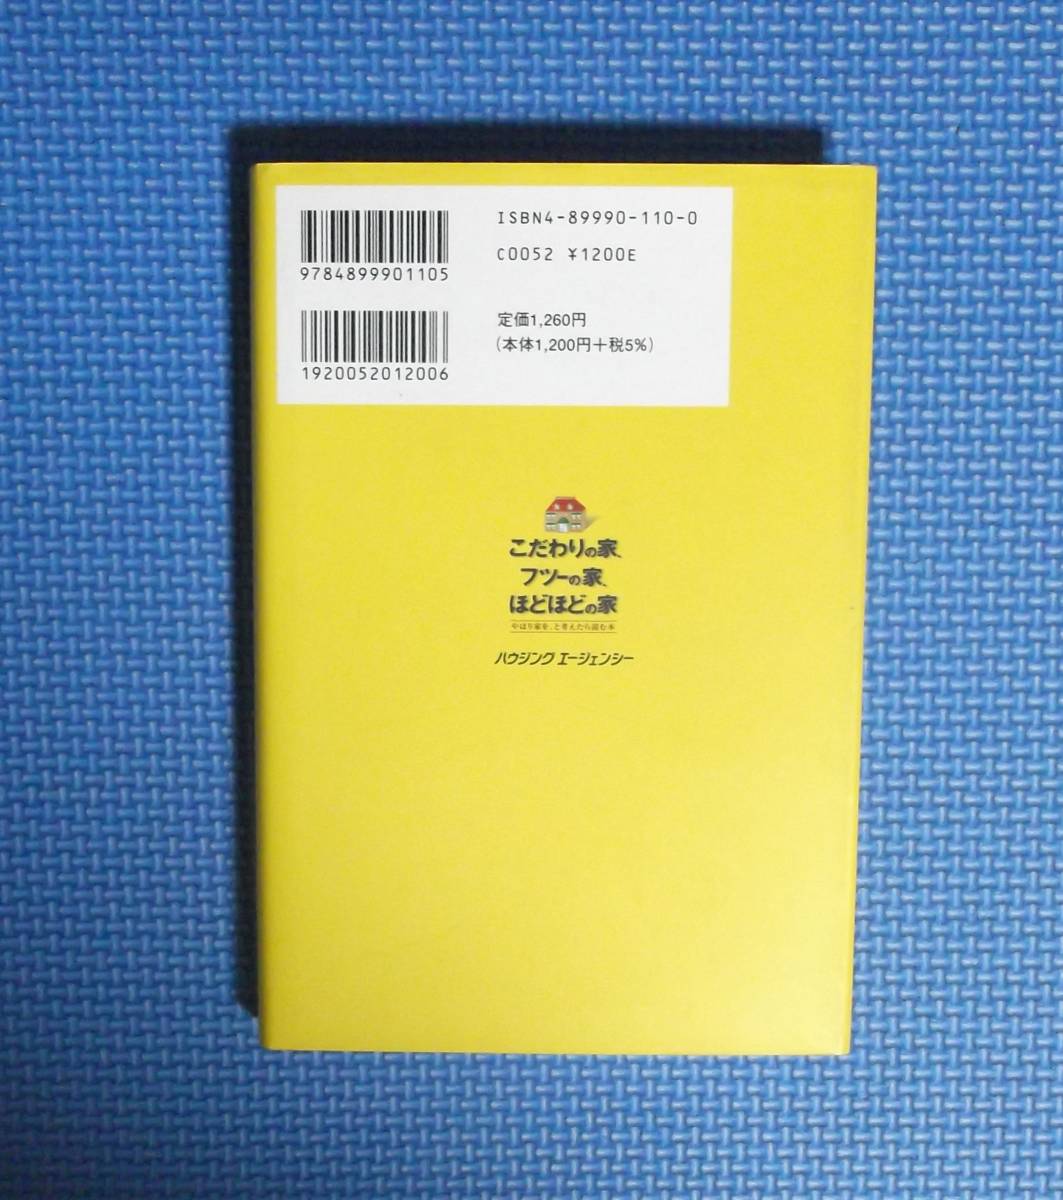 ISBN4-89990-110-0
C0052 ¥1200E
9784899901105
定価1,260円
(本体1,200円+税5%)
1920052012006
こだわりの家、
フツーの家、
ほどほどの家
やはり家を、と考えたら読む本
ハウジング エージェンシー